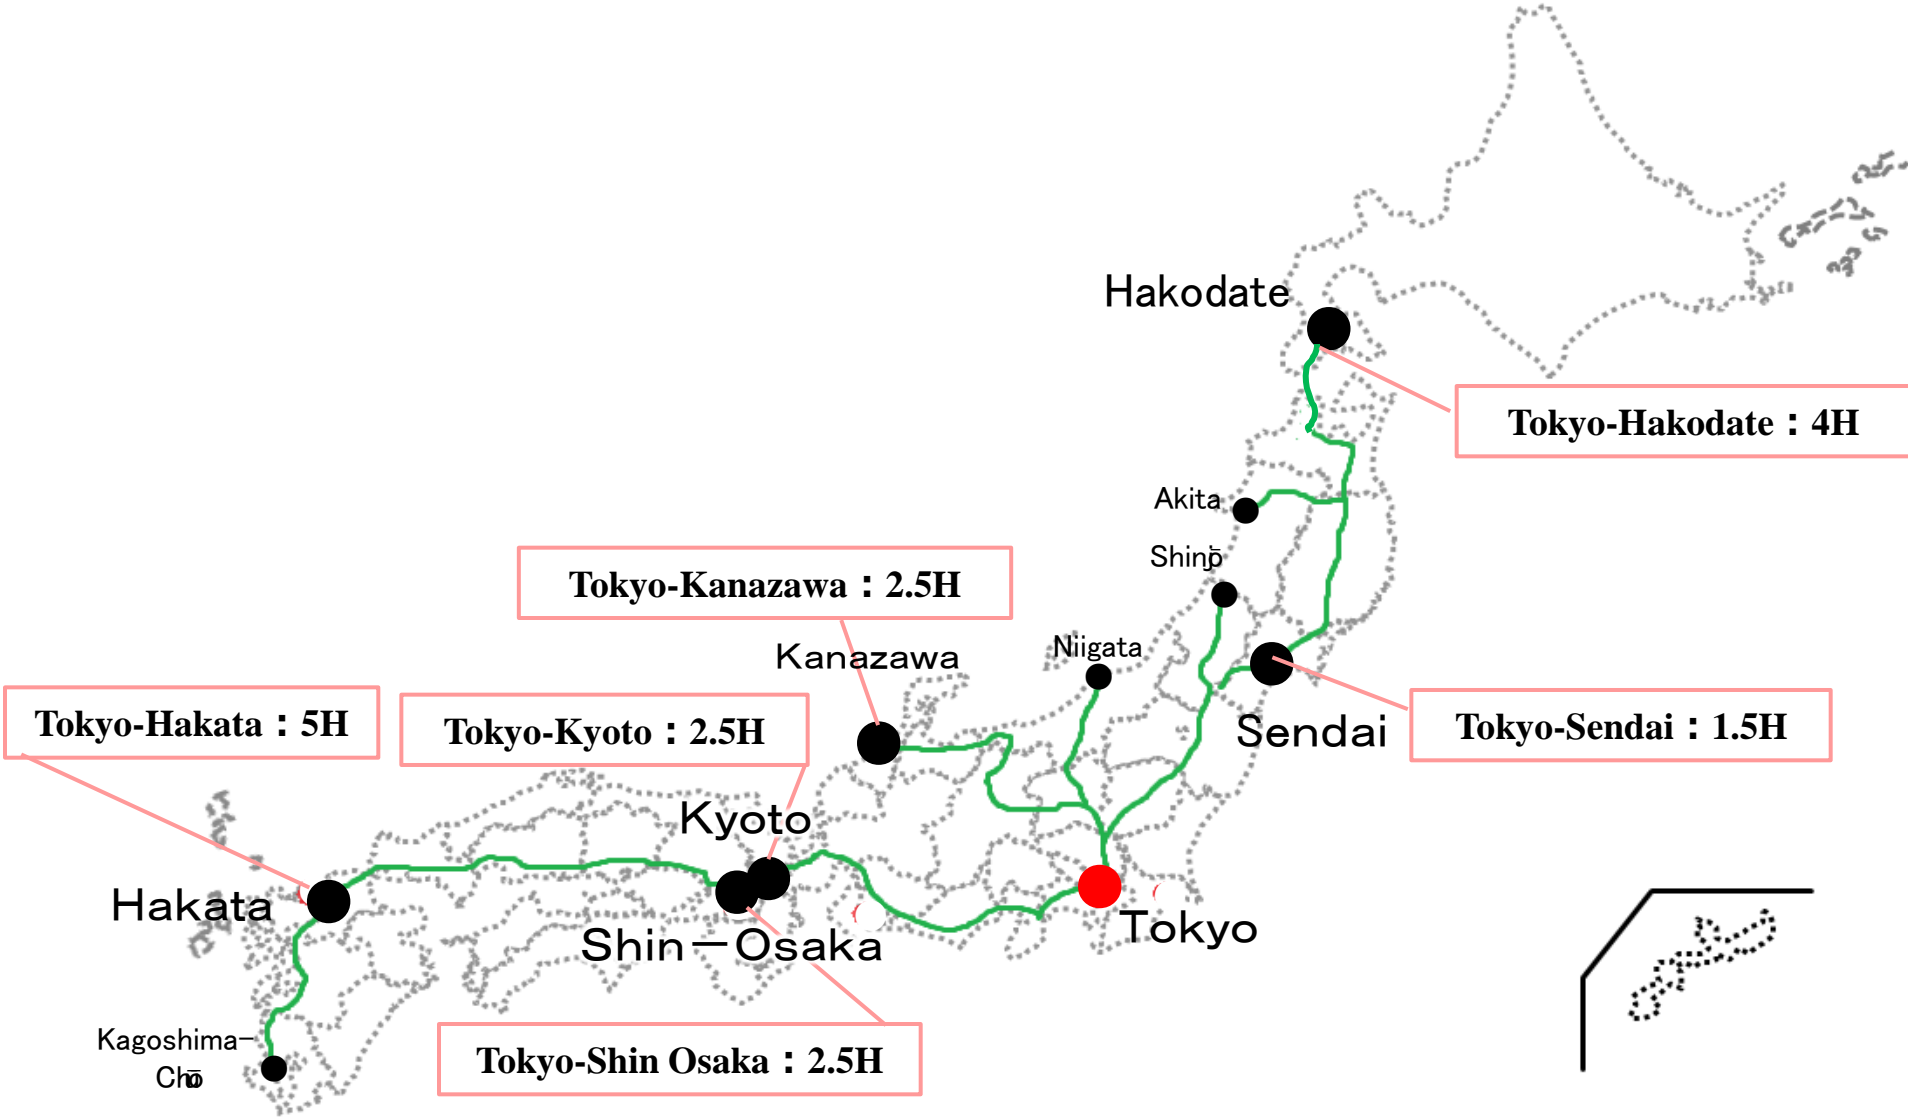 Hakodate
Tokyo-Hakodate：4H
Akita
Shinjō
Tokyo-Kanazawa：2.5H
Kanazawa
Niigata
Tokyo-Hakata：5H
Tokyo-Kyoto：2.5H
Sendai
Tokyo-Sendai：1.5H
Kyoto
Hakata
Shin－Osaka
Tokyo
Kagoshima－
Chūō
Tokyo-Shin Osaka：2.5H